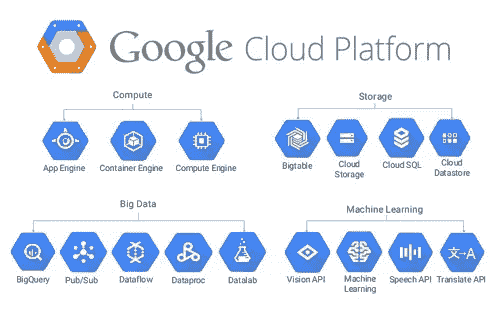 Google Cloud Platform
Compute
App Engine
Container Engine
Compute Engine
Storage
Bigtable
Cloud
Storage
Cloud SQL
Cloud
Datastore
Big Data
BigQuery
Pub/Sub
Dataflow
Dataproc
Datalab
Machine Learning
Vision API
Machine
Learning
Speech API
文
A
Translate API